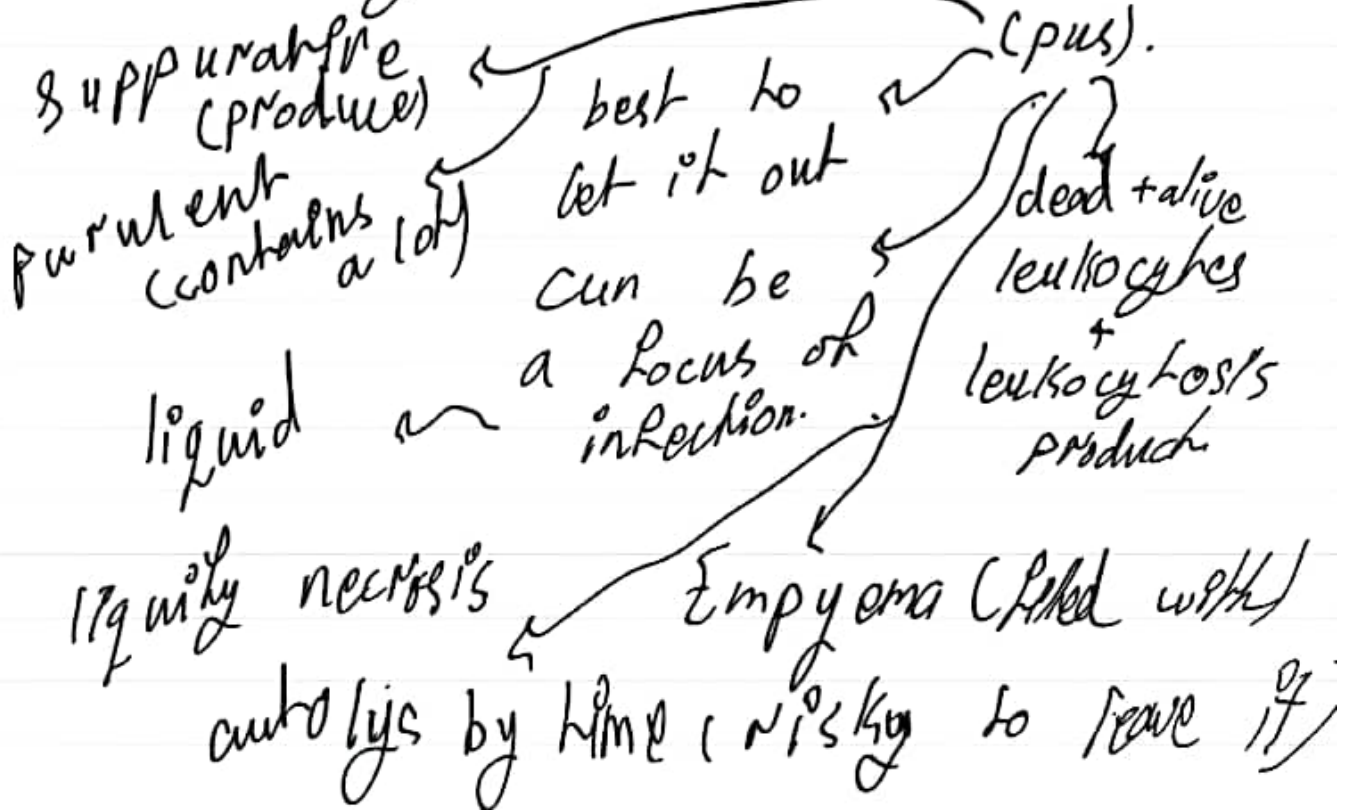 (pus).
suppurative
(produce)
purulent
(contains
a lot)
best to
let it out
can be
a focus of
infection.
dead + alive
leukocytes
+
leukocytosis
product
liquid
liquify necrosis
Empyema (filled with)
autolys by time (risky to leave it)